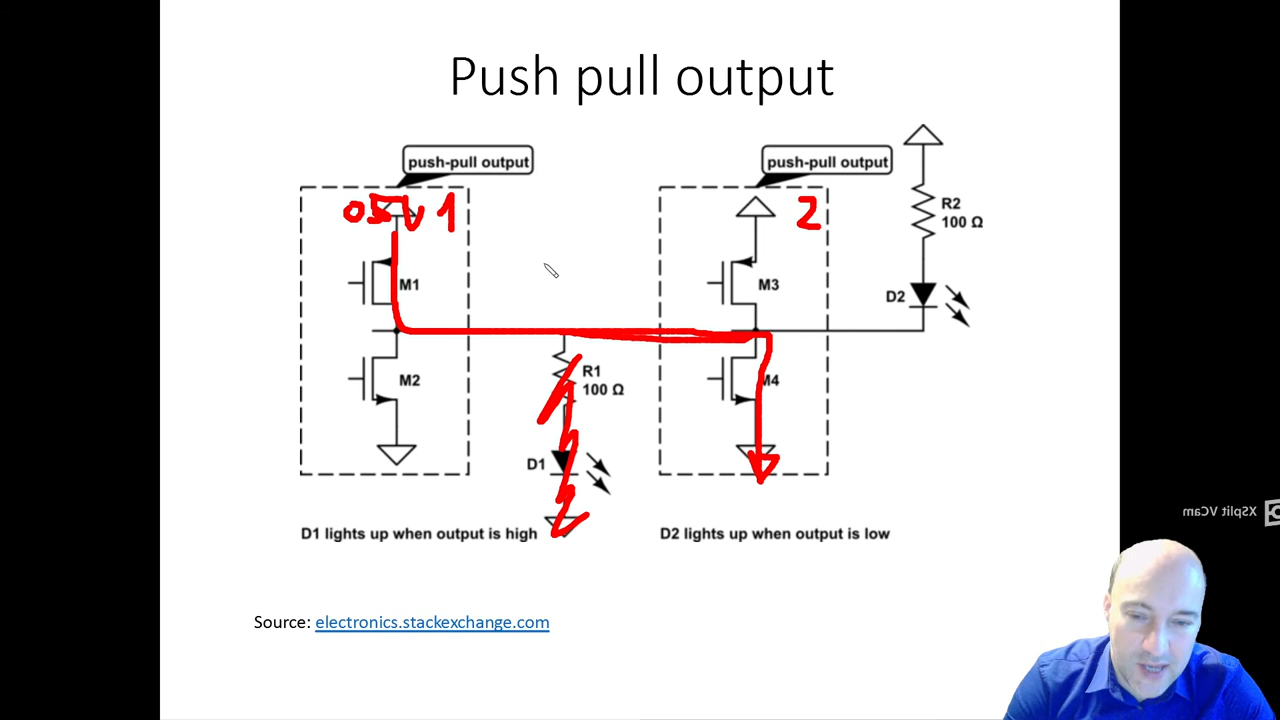 Push pull output
push-pull output
push-pull output
05V 1
2
R2
100 Ω
M1
M3
D2
M2
R1
100 Ω
M4
D1
D1 lights up when output is high
D2 lights up when output is low
XSplit VCam
Source: electronics.stackexchange.com